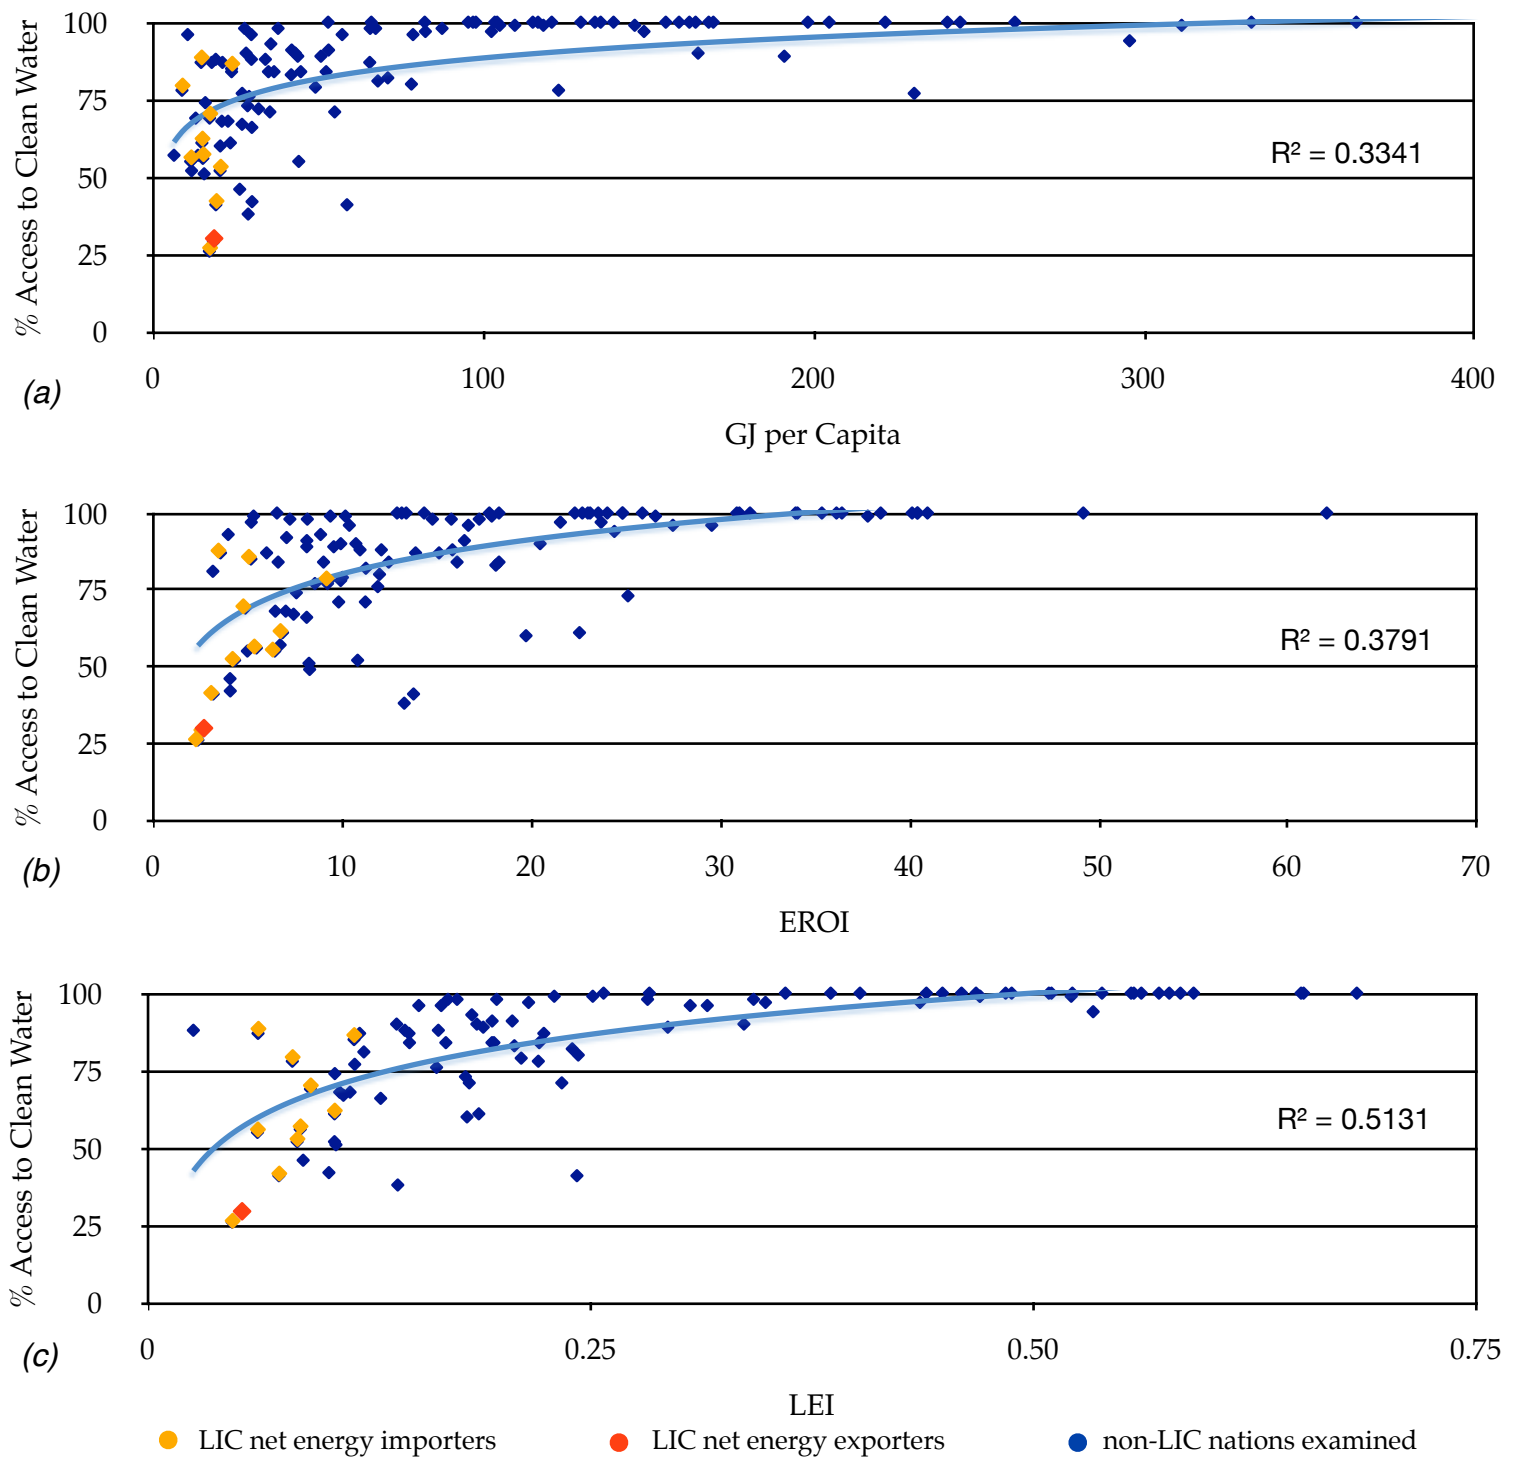 % Access to Clean Water
100
75
50
25
0
R² = 0.3341
0 100 200 300 400
(a)
GJ per Capita
% Access to Clean Water
100
75
50
25
0
R² = 0.3791
0 10 20 30 40 50 60 70
(b)
EROI
% Access to Clean Water
100
75
50
25
0
R² = 0.5131
0 0.25 0.50 0.75
(c)
LEI
LIC net energy importers LIC net energy exporters non-LIC nations examined